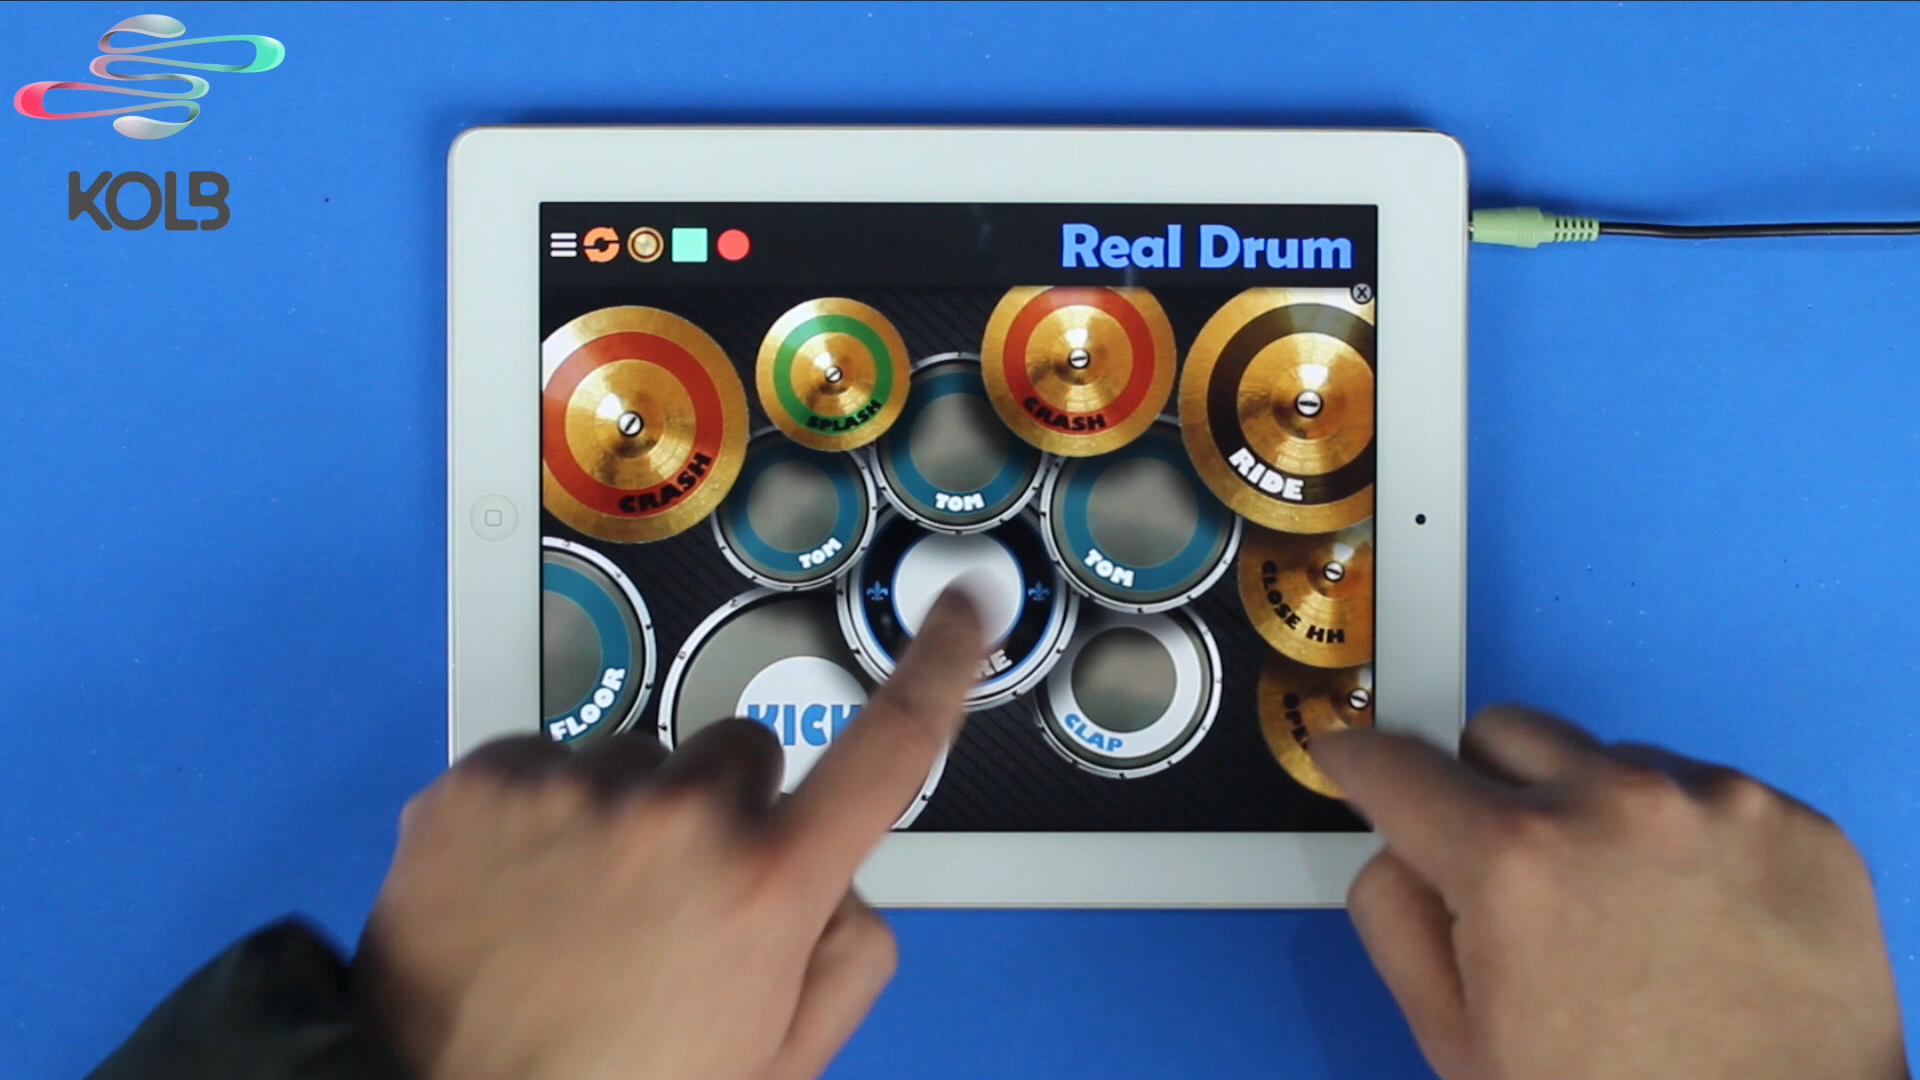 KOLB
Real Drum
CRASH
SPLASH
CRASH
RIDE
TOM
TOM
TOM
CLOSE HH
FLOOR
KICK
CLAP